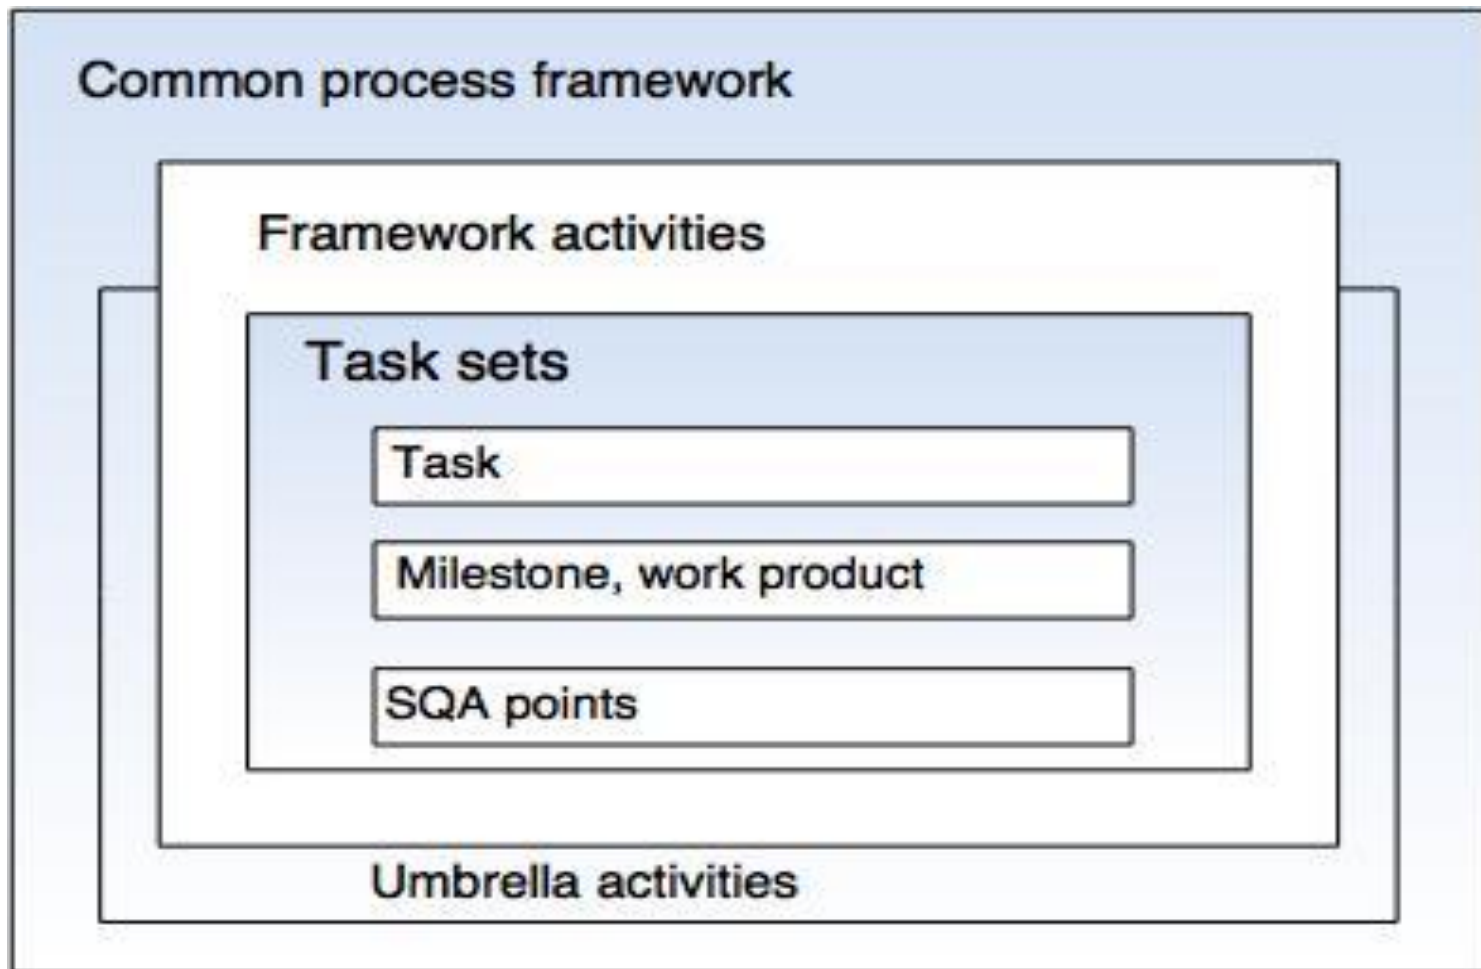 Common process framework
Framework activities
Task sets
Task
Milestone, work product
SQA points
Umbrella activities